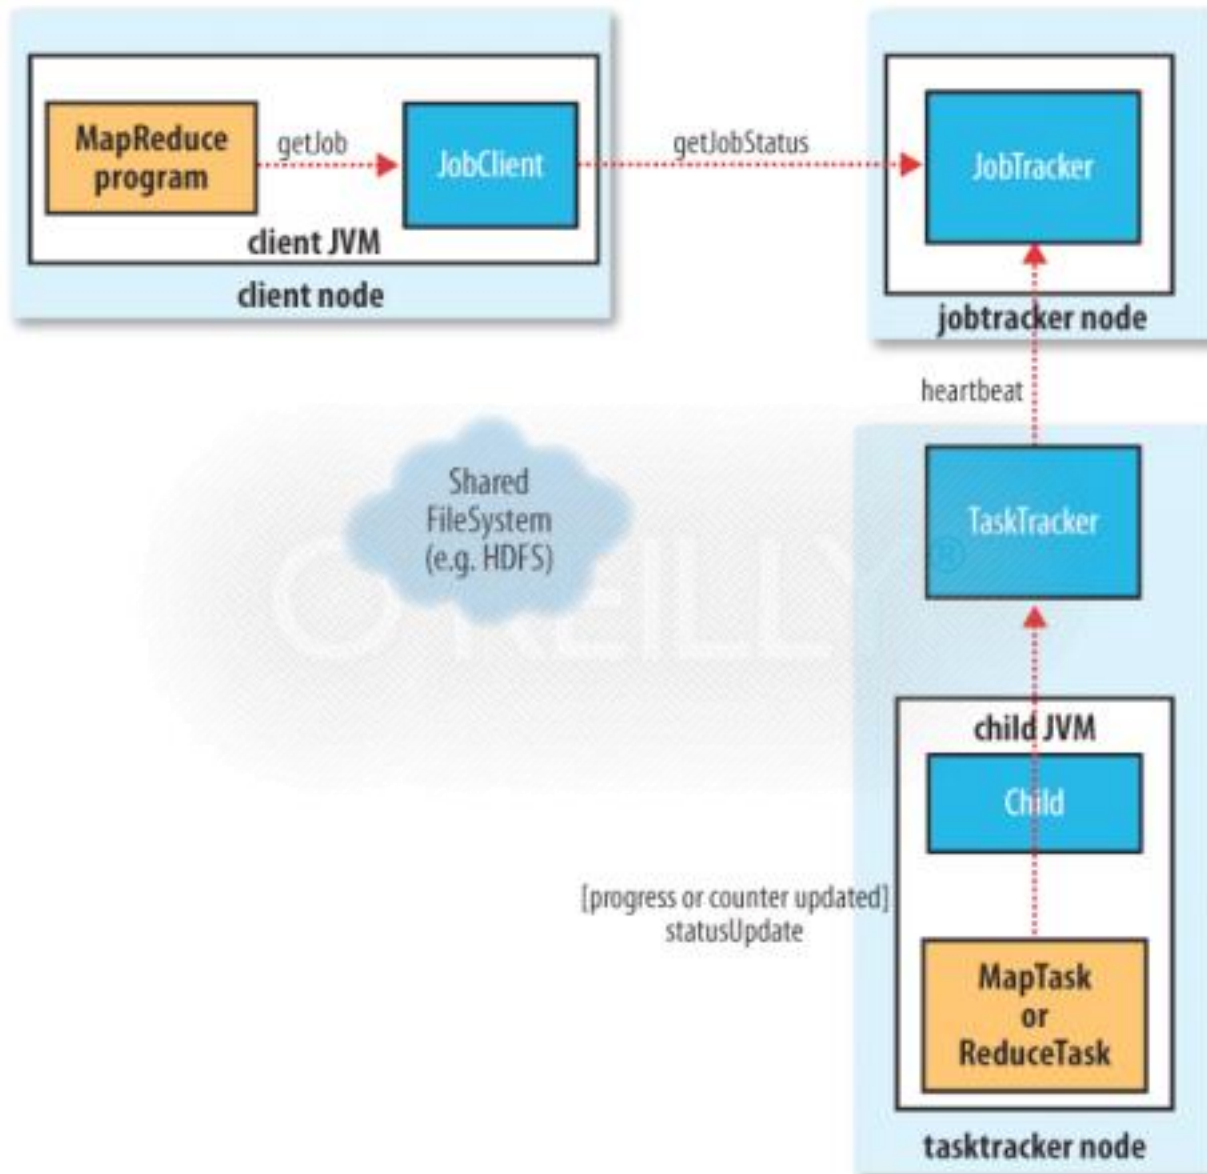 MapReduce
program
getJob
JobClient
client JVM
client node
getJobStatus
JobTracker
jobtracker node
heartbeat
Shared
FileSystem
(e.g. HDFS)
O'REILLY®
TaskTracker
child JVM
Child
[progress or counter updated]
statusUpdate
MapTask
or
ReduceTask
tasktracker node